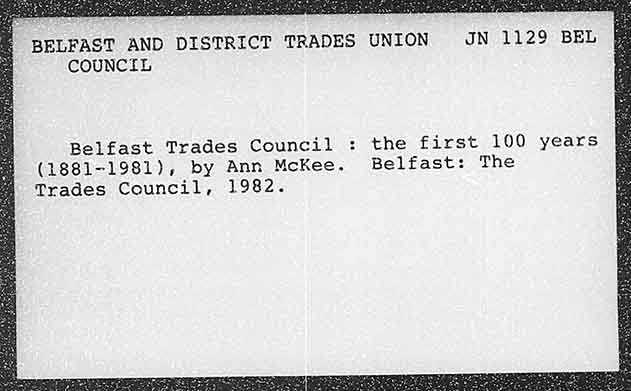 BELFAST AND DISTRICT TRADES UNION JN 1129 BEL
COUNCIL
Belfast Trades Council : the first 100 years
(1881-1981), by Ann McKee. Belfast: The
Trades Council, 1982.